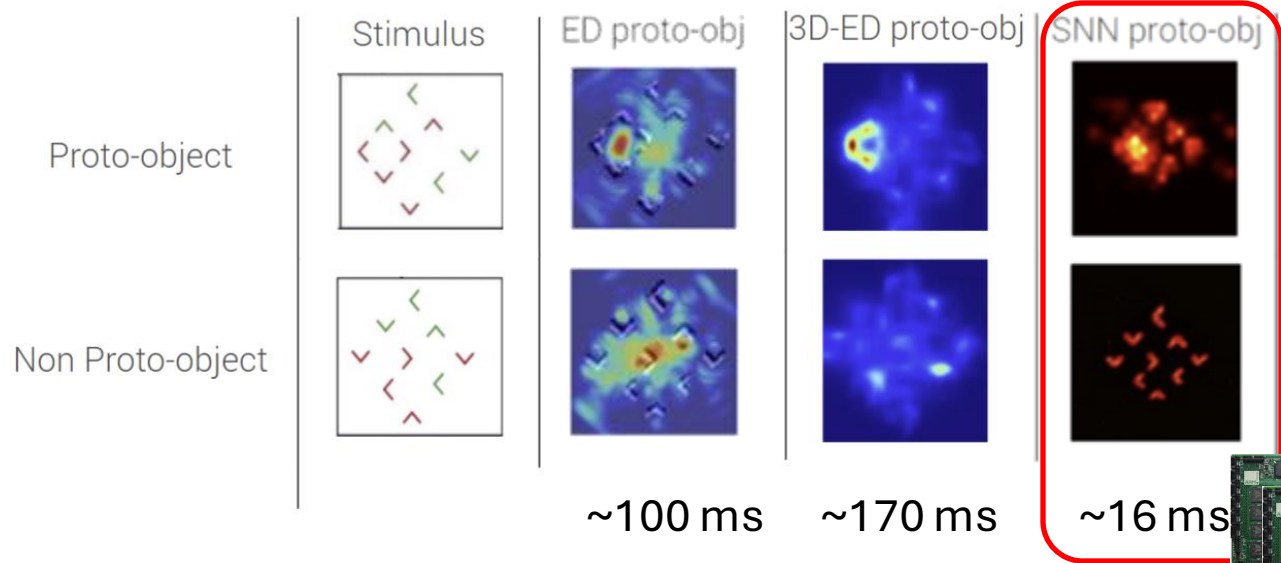 Stimulus
ED proto-obj
3D-ED proto-obj
SNN proto-obj
Proto-object
Non Proto-object
~100 ms
~170 ms
~16 ms